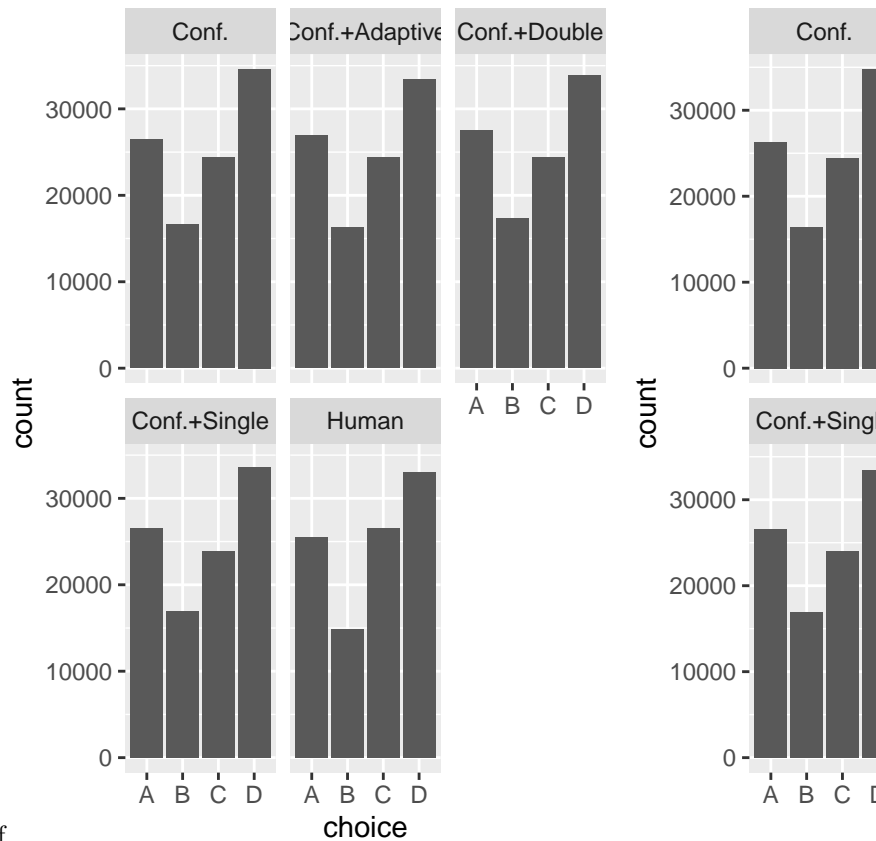 Conf. Conf.+Adaptive Conf.+Double
30000
20000
10000
0
A B C D
Conf.+Single Human
30000
20000
10000
0
A B C D A B C D
count
choice
Conf.
30000
20000
10000
0
Conf.+Singl
30000
20000
10000
0
A B C D
count
f